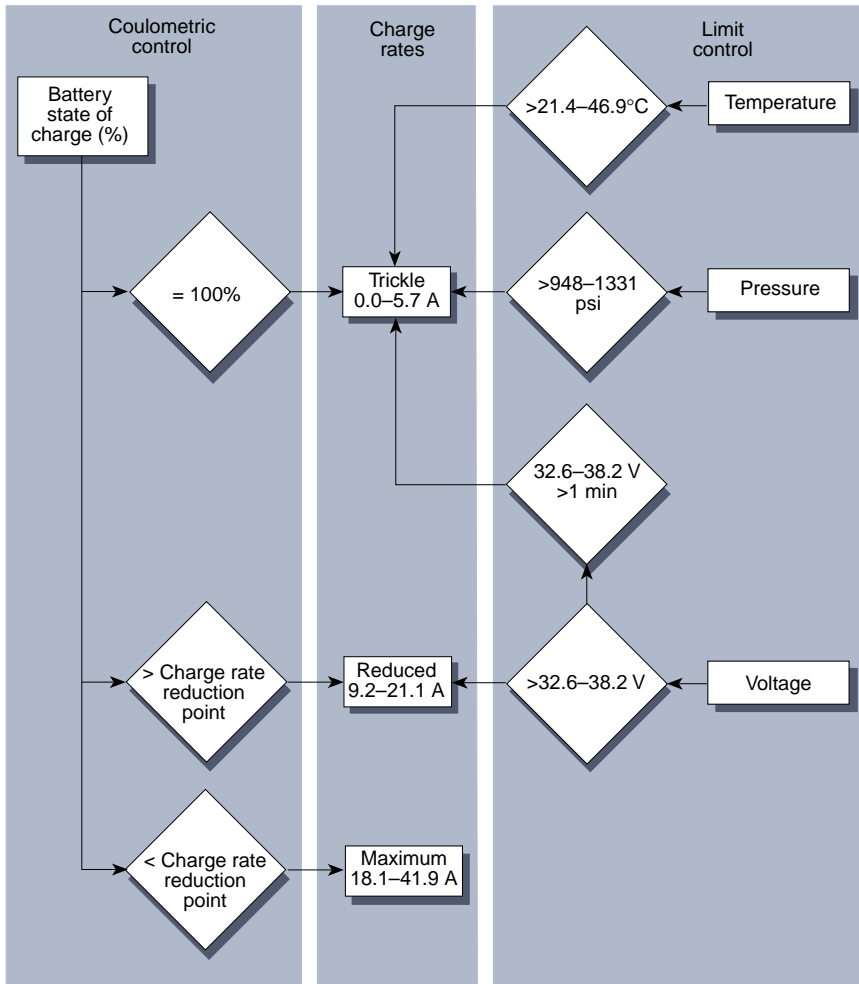 Coulometric
control
Charge
rates
Limit
control
Battery
state of
charge (%)
>21.4–46.9°C
Temperature
= 100%
Trickle
0.0–5.7 A
>948–1331
psi
Pressure
32.6–38.2 V
>1 min
> Charge rate
reduction
point
Reduced
9.2–21.1 A
>32.6–38.2 V
Voltage
< Charge rate
reduction
point
Maximum
18.1–41.9 A